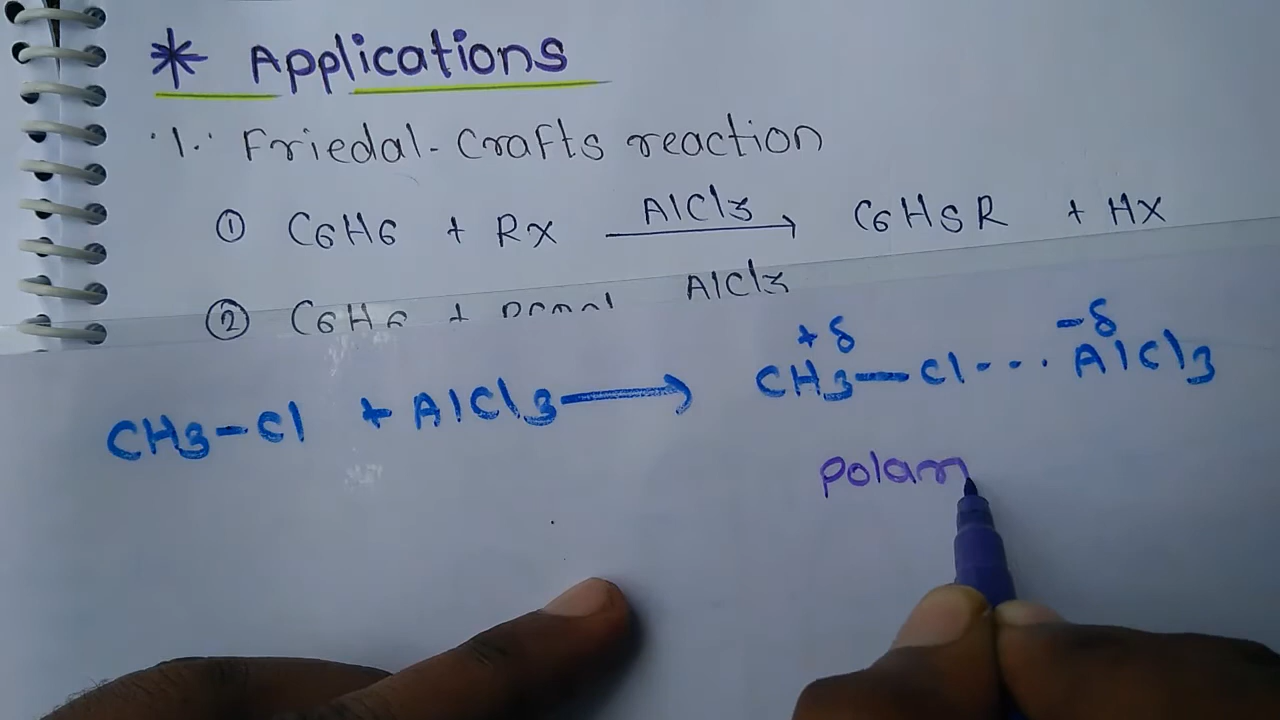 * Applications
1. Friedal-Crafts reaction
① C6H6 + RX AlCl3 → C6H5R + HX
② C6H6 + AlCl3
+δ -δ
CH3-Cl + AlCl3 → CH3-Cl... AlCl3
polar